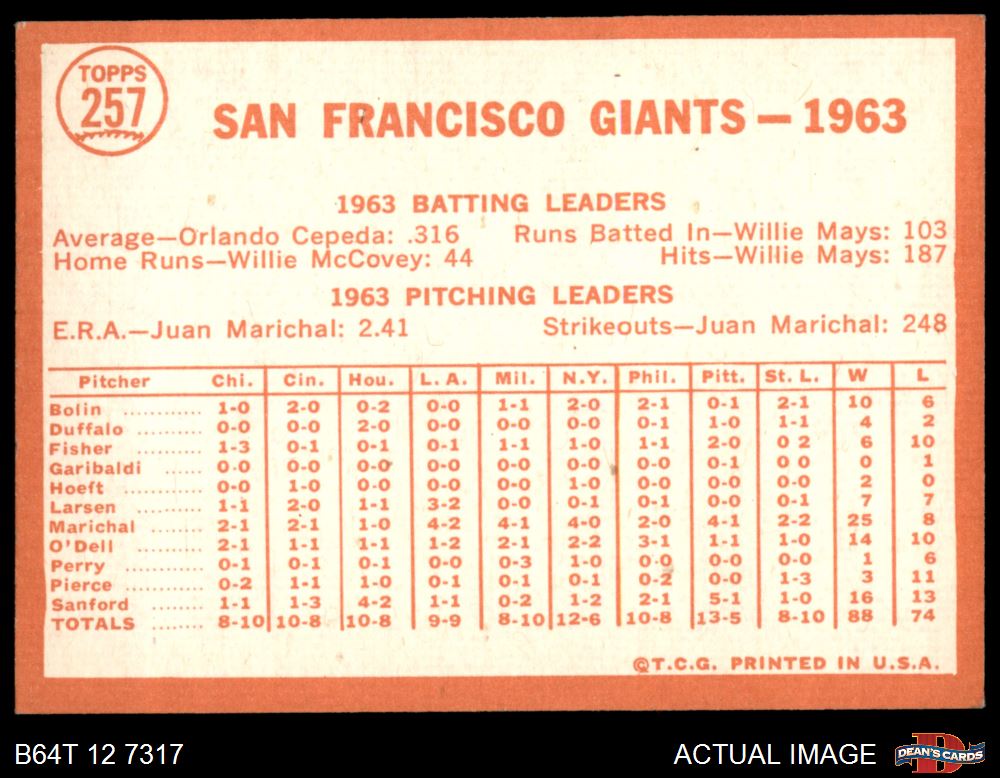 TOPPS
257
SAN FRANCISCO GIANTS — 1963
1963 BATTING LEADERS
Average—Orlando Cepeda: .316 Runs Batted In—Willie Mays: 103
Home Runs—Willie McCovey: 44 Hits—Willie Mays: 187
1963 PITCHING LEADERS
E.R.A.—Juan Marichal: 2.41 Strikeouts—Juan Marichal: 248
Pitcher Chi. Cin. Hou. L. A. Mil. N.Y. Phil. Pitt. St. L. W L
Bolin ........... 1-0 2-0 0-2 0-0 1-1 2-0 2-1 0-1 2-1 10 6
Duffalo ......... 0-0 0-0 2-0 0-0 0-0 0-0 0-1 1-0 1-1 4 2
Fisher .......... 1-3 0-1 0-1 0-1 1-1 1-0 1-1 2-0 0 2 6 10
Garibaldi ...... 0-0 0-0 0-0 0-0 0-0 0-0 0-0 0-1 0 0 0 1
Hoeft ........... 0-0 1-0 0-0 0-0 0-0 1-0 0-0 0-0 0-0 2 0
Larsen .......... 1-1 2-0 1-1 3-2 0-0 0-1 0-1 0-0 0-1 7 7
Marichal ....... 2-1 2-1 1-0 4-2 4-1 4-0 2-0 4-1 2-2 25 8
O'Dell .......... 2-1 1-1 1-1 1-2 2-1 2-2 3-1 1-1 1-0 14 10
Perry ........... 0-1 0-1 0-1 0-0 0-3 1-0 0-0 0-0 0-0 1 6
Pierce .......... 0-2 1-1 1-0 0-1 0-1 0-1 0-2 0-0 1-3 3 11
Sanford ........ 1-1 1-3 4-2 1-1 0-2 1-2 2-1 5-1 1-0 16 13
TOTALS ........ 8-10 10-8 10-8 9-9 8-10 12-6 10-8 13-5 8-10 88 74
©T.C.G. PRINTED IN U.S.A.
B64T 12 7317 ACTUAL IMAGE DEAN'S CARDS